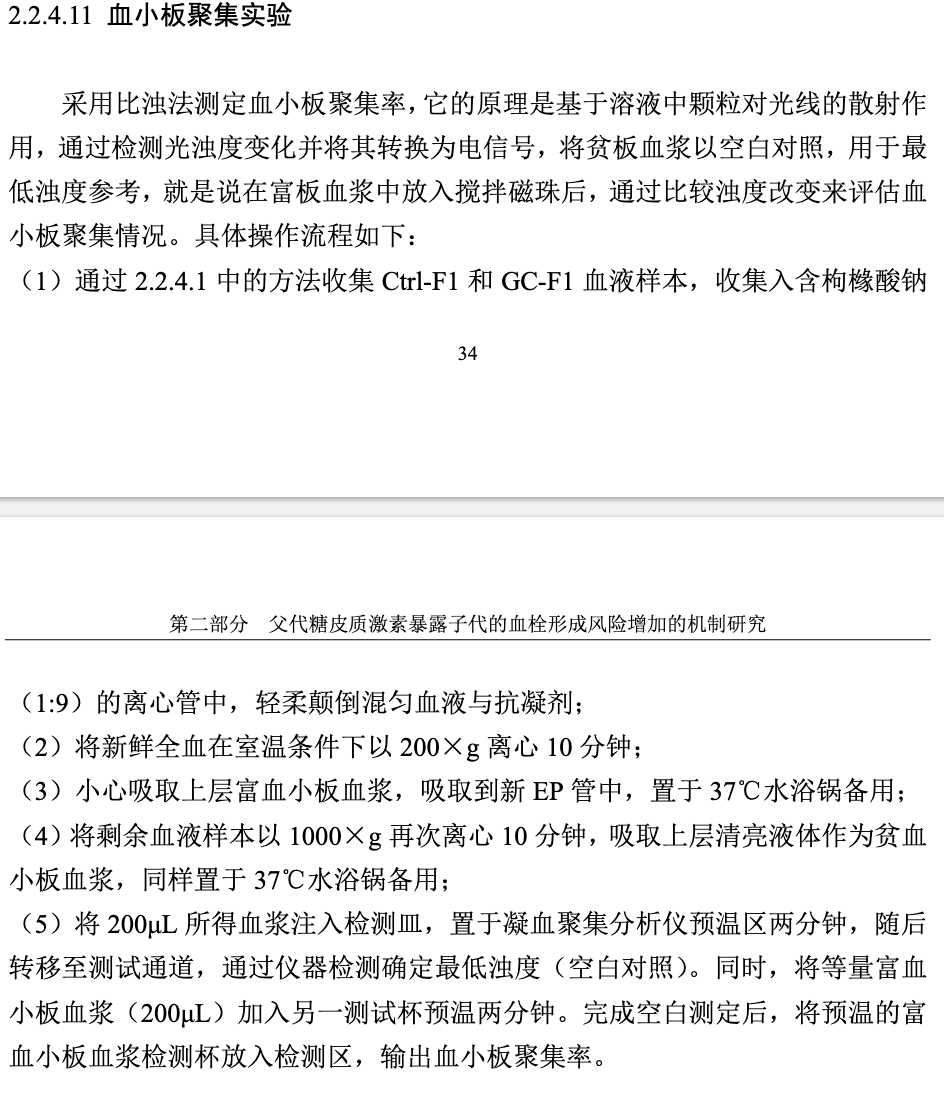 2.2.4.11 血小板聚集实验
采用比浊法测定血小板聚集率，它的原理是基于溶液中颗粒对光线的散射作
用，通过检测光浊度变化并将其转换为电信号，将贫板血浆以空白对照，用于最
低浊度参考，就是说在富板血浆中放入搅拌磁珠后，通过比较浊度改变来评估血
小板聚集情况。具体操作流程如下：
（1）通过 2.2.4.1 中的方法收集 Ctrl-F1 和 GC-F1 血液样本，收集入含枸橼酸钠
34
第二部分 父代糖皮质激素暴露子代的血栓形成风险增加的机制研究
（1:9）的离心管中，轻柔颠倒混匀血液与抗凝剂；
（2）将新鲜全血在室温条件下以 200×g 离心 10 分钟；
（3）小心吸取上层富血小板血浆，吸取到新 EP 管中，置于 37℃水浴锅备用；
（4）将剩余血液样本以 1000×g 再次离心 10 分钟，吸取上层清亮液体作为贫血
小板血浆，同样置于 37℃水浴锅备用；
（5）将 200μL 所得血浆注入检测皿，置于凝血聚集分析仪预温区两分钟，随后
转移至测试通道，通过仪器检测确定最低浊度（空白对照）。同时，将等量富血
小板血浆（200μL）加入另一测试杯预温两分钟。完成空白测定后，将预温的富
血小板血浆检测杯放入检测区，输出血小板聚集率。